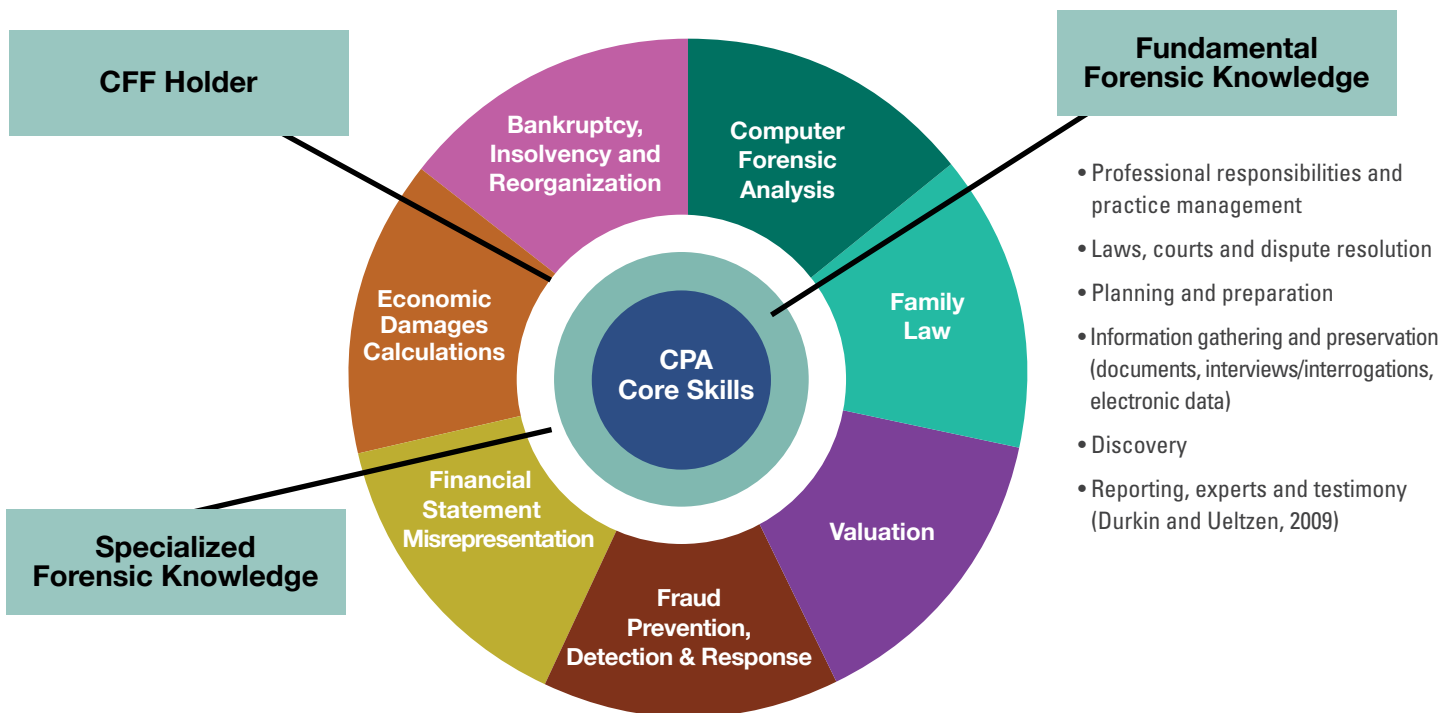 CFF Holder
Fundamental
Forensic Knowledge
Bankruptcy,
Insolvency and
Reorganization
Computer
Forensic
Analysis
• Professional responsibilities and
practice management
• Laws, courts and dispute resolution
• Planning and preparation
• Information gathering and preservation
(documents, interviews/interrogations,
electronic data)
• Discovery
• Reporting, experts and testimony
(Durkin and Ueltzen, 2009)
Economic
Damages
Calculations
Family
Law
CPA
Core Skills
Financial
Statement
Misrepresentation
Valuation
Specialized
Forensic Knowledge
Fraud
Prevention,
Detection & Response